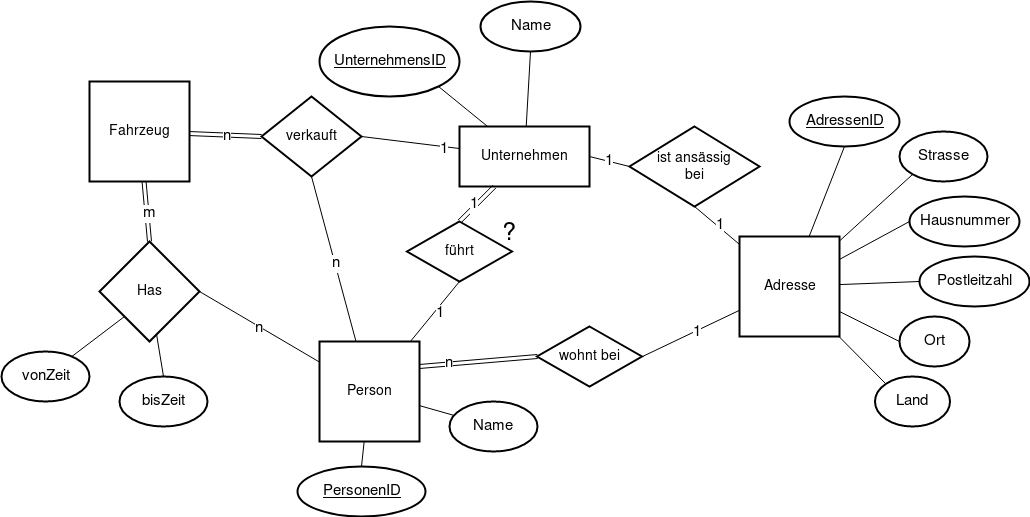 Name
UnternehmensID
Fahrzeug
n
verkauft
1
Unternehmen
1
ist ansässig
bei
AdressenID
Strasse
m
1
1
Hausnummer
?
führt
n
Has
Adresse
Postleitzahl
n
1
1
Ort
wohnt bei
n
vonZeit
bisZeit
Person
Name
Land
PersonenID